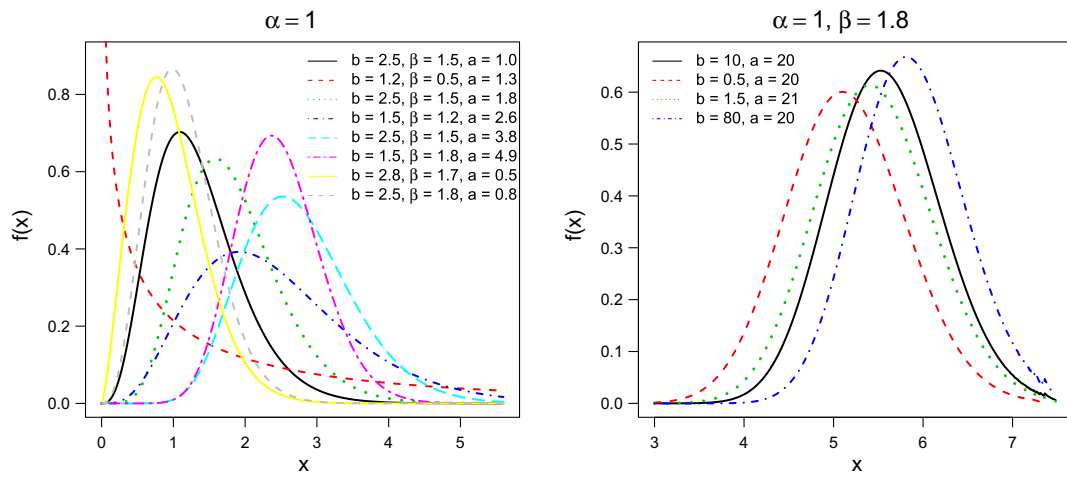 α = 1
b = 2.5, β = 1.5, a = 1.0
b = 1.2, β = 0.5, a = 1.3
b = 2.5, β = 1.5, a = 1.8
b = 1.5, β = 1.2, a = 2.6
b = 2.5, β = 1.5, a = 3.8
b = 1.5, β = 1.8, a = 4.9
b = 2.8, β = 1.7, a = 0.5
b = 2.5, β = 1.8, a = 0.8
f(x)
0.8
0.6
0.4
0.2
0.0
0 1 2 3 4 5
x
α = 1, β = 1.8
b = 10, a = 20
b = 0.5, a = 20
b = 1.5, a = 21
b = 80, a = 20
f(x)
0.6
0.5
0.4
0.3
0.2
0.1
0.0
3 4 5 6 7
x